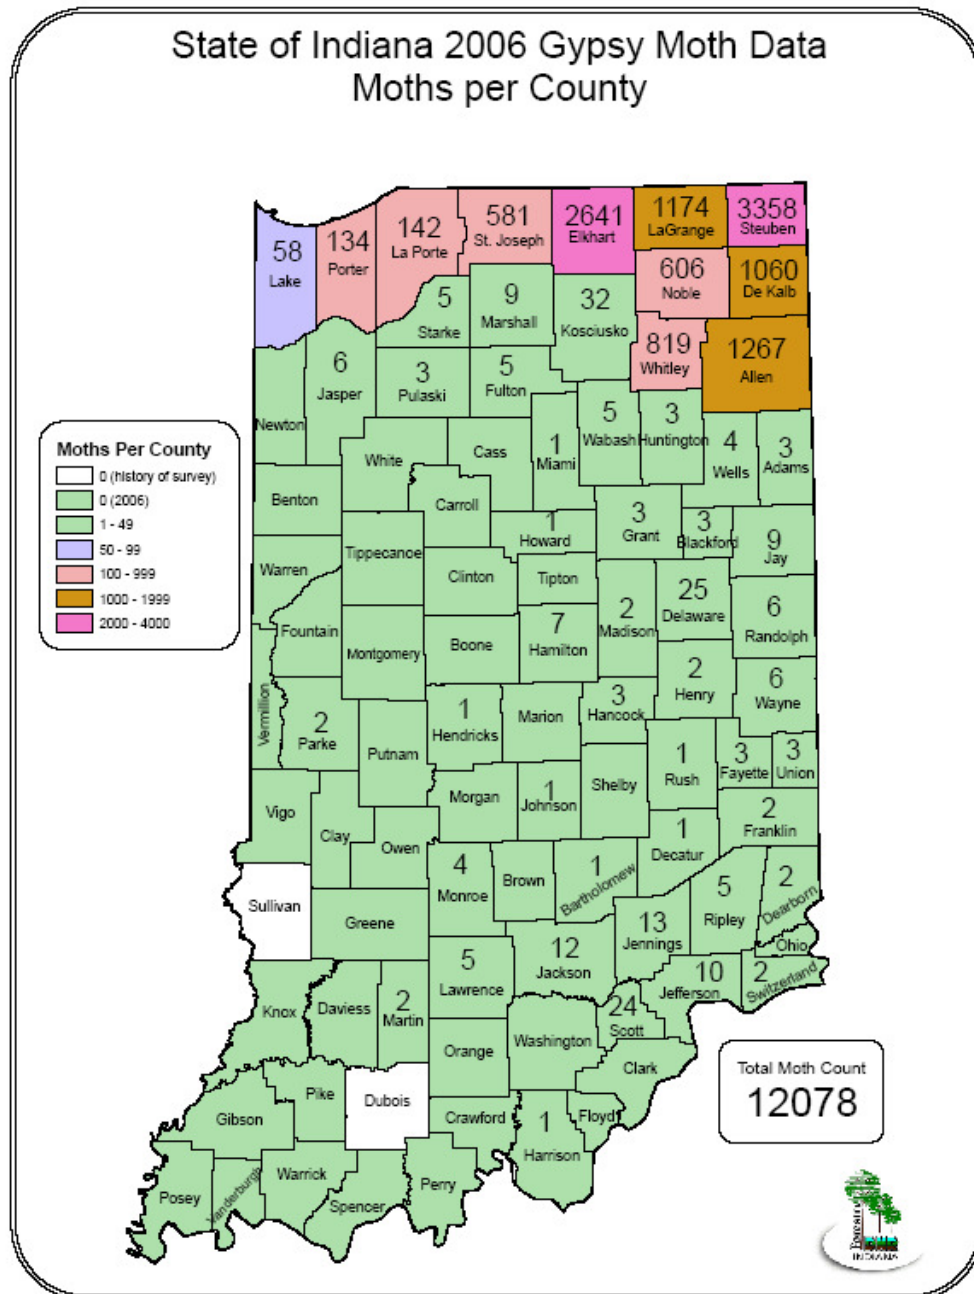 State of Indiana 2006 Gypsy Moth Data
Moths per County
58
Lake
134
Porter
142
La Porte
581
St. Joseph
2641
Elkhart
1174
LaGrange
3358
Steuben
606
Noble
1060
De Kalb
5
Starke
9
Marshall
32
Kosciusko
819
Whitley
1267
Allen
Newton
6
Jasper
3
Pulaski
5
Fulton
White
Cass
1
Miami
5
Wabash
3
Huntington
4
Wells
3
Adams
Moths Per County
0 (history of survey)
0 (2006)
1 - 49
50 - 99
100 - 999
1000 - 1999
2000 - 4000
Benton
Carroll
1
Howard
3
Grant
3
Blackford
9
Jay
Warren
Tippecanoe
Clinton
Tipton
2
Madison
25
Delaware
6
Randolph
Fountain
Montgomery
Boone
7
Hamilton
2
Henry
6
Wayne
Vermillion
2
Parke
Putnam
1
Hendricks
Marion
3
Hancock
1
Rush
3
Fayette
3
Union
Vigo
Clay
Owen
Morgan
1
Johnson
Shelby
1
Decatur
2
Franklin
Sullivan
Greene
4
Monroe
Brown
1
Bartholomew
13
Jennings
5
Ripley
2
Dearborn
Ohio
Knox
Daviess
2
Martin
5
Lawrence
12
Jackson
10
Jefferson
2
Switzerland
24
Scott
Orange
Washington
Clark
Gibson
Pike
Dubois
Crawford
1
Harrison
Floyd
Posey
Vanderburgh
Warrick
Spencer
Perry
Total Moth Count
12078
Forestry
INDIANA